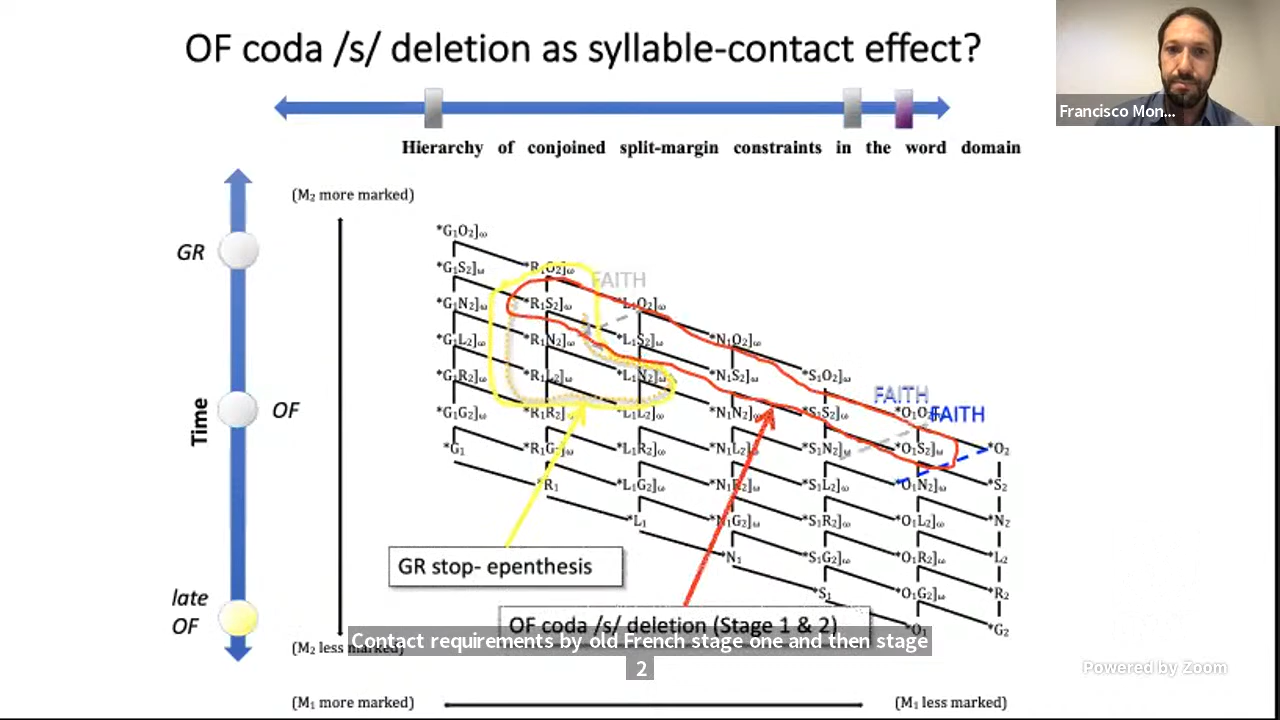 OF coda /s/ deletion as syllable-contact effect?
Francisco Mon...
Hierarchy of conjoined split-margin constraints in the word domain
(M₂ more marked)
*G₁O₂]ω
GR
*G₁S₂]ω *R₁O₂]ω FAITH
*G₁N₂]ω *R₁S₂]ω *L₁O₂]ω
*G₁L₂]ω *R₁N₂]ω *L₁S₂]ω *N₁O₂]ω
*G₁R₂]ω *R₁L₂]ω *L₁N₂]ω *N₁S₂]ω *S₁O₂]ω
FAITH
Time
OF
*G₁G₂]ω *R₁R₂]ω *L₁L₂]ω *N₁N₂]ω *S₁S₂]ω *O₁O₂ FAITH
*G₁ *R₁G₂]ω *L₁R₂]ω *N₁L₂]ω *S₁N₂]ω *O₁S₂]ω *O₂
*R₁ *L₁G₂]ω *N₁R₂]ω *S₁L₂]ω *O₁N₂]ω *S₂
*L₁ *N₁G₂]ω *S₁R₂]ω *O₁L₂]ω *N₂
*N₁ *S₁G₂]ω *O₁R₂]ω *L₂
GR stop- epenthesis
*S₁ *O₁G₂]ω *R₂
late
OF
OF coda /s/ deletion (Stage 1 & 2)
*O₁ *G₂
(M₂ less marked)
Contact requirements by old French stage one and then stage
2
Powered by Zoom
(M₁ more marked) (M₁ less marked)